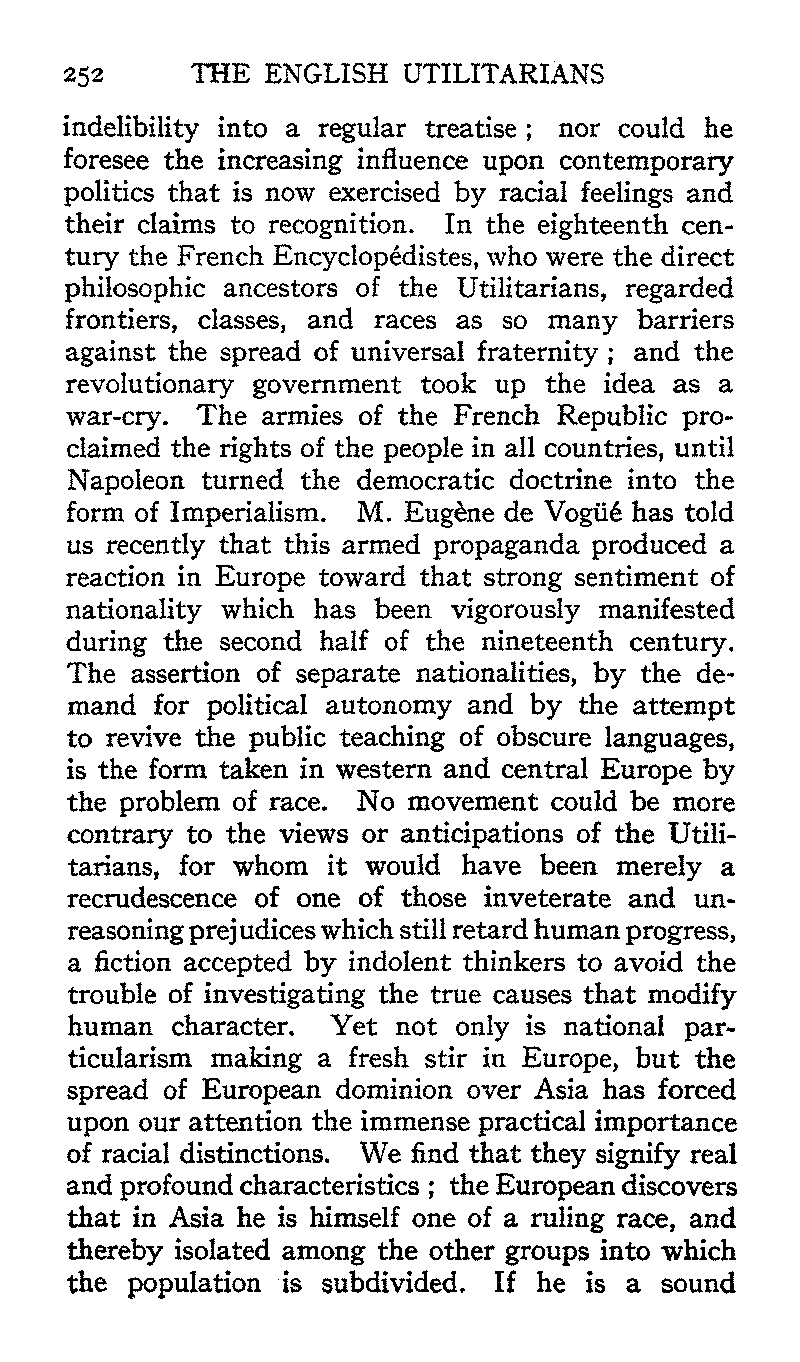 252 THE ENGLISH UTILITARIANS
indelibility into a regular treatise ; nor could he
foresee the increasing influence upon contemporary
politics that is now exercised by racial feelings and
their claims to recognition. In the eighteenth cen-
tury the French Encyclopédistes, who were the direct
philosophic ancestors of the Utilitarians, regarded
frontiers, classes, and races as so many barriers
against the spread of universal fraternity ; and the
revolutionary government took up the idea as a
war-cry. The armies of the French Republic pro-
claimed the rights of the people in all countries, until
Napoleon turned the democratic doctrine into the
form of Imperialism. M. Eugène de Vogüé has told
us recently that this armed propaganda produced a
reaction in Europe toward that strong sentiment of
nationality which has been vigorously manifested
during the second half of the nineteenth century.
The assertion of separate nationalities, by the de-
mand for political autonomy and by the attempt
to revive the public teaching of obscure languages,
is the form taken in western and central Europe by
the problem of race. No movement could be more
contrary to the views or anticipations of the Utili-
tarians, for whom it would have been merely a
recrudescence of one of those inveterate and un-
reasoning prejudices which still retard human progress,
a fiction accepted by indolent thinkers to avoid the
trouble of investigating the true causes that modify
human character. Yet not only is national par-
ticularism making a fresh stir in Europe, but the
spread of European dominion over Asia has forced
upon our attention the immense practical importance
of racial distinctions. We find that they signify real
and profound characteristics ; the European discovers
that in Asia he is himself one of a ruling race, and
thereby isolated among the other groups into which
the population is subdivided. If he is a sound